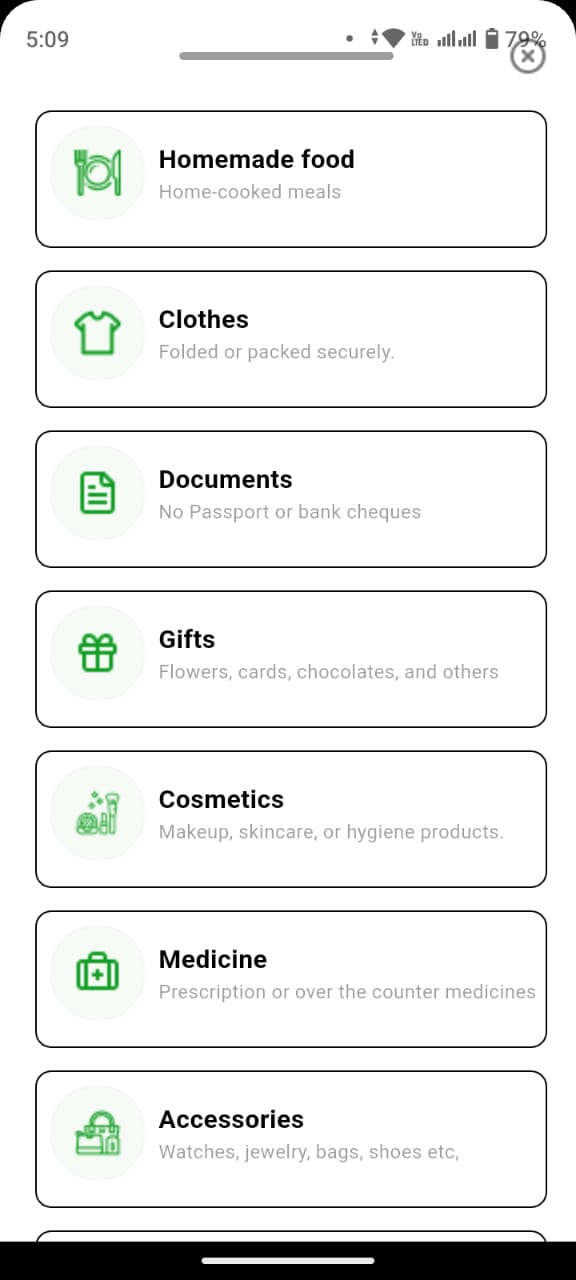 5:09
Vo
LTED
79%
Homemade food
Home-cooked meals
Clothes
Folded or packed securely.
Documents
No Passport or bank cheques
Gifts
Flowers, cards, chocolates, and others
Cosmetics
Makeup, skincare, or hygiene products.
Medicine
Prescription or over the counter medicines
Accessories
Watches, jewelry, bags, shoes etc,